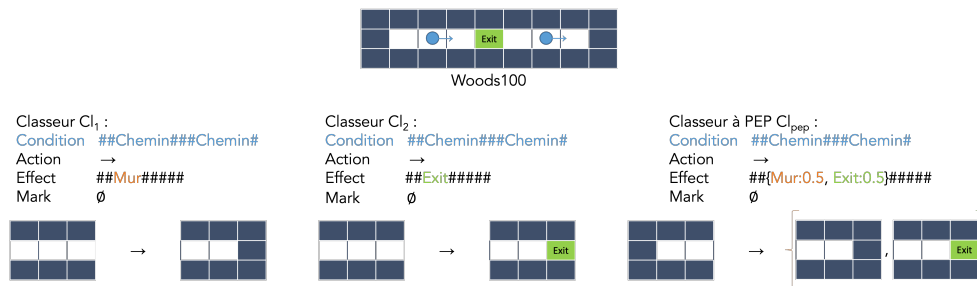 Exit
Woods100
Classeur Cl1 :
Condition ##Chemin###Chemin#
Action →
Effect ##Mur#####
Mark ∅
→
Classeur Cl2 :
Condition ##Chemin###Chemin#
Action →
Effect ##Exit#####
Mark ∅
→ Exit
Classeur à PEP Clpep :
Condition ##Chemin###Chemin#
Action →
Effect ##{Mur:0.5, Exit:0.5}#####
Mark ∅
→ , Exit